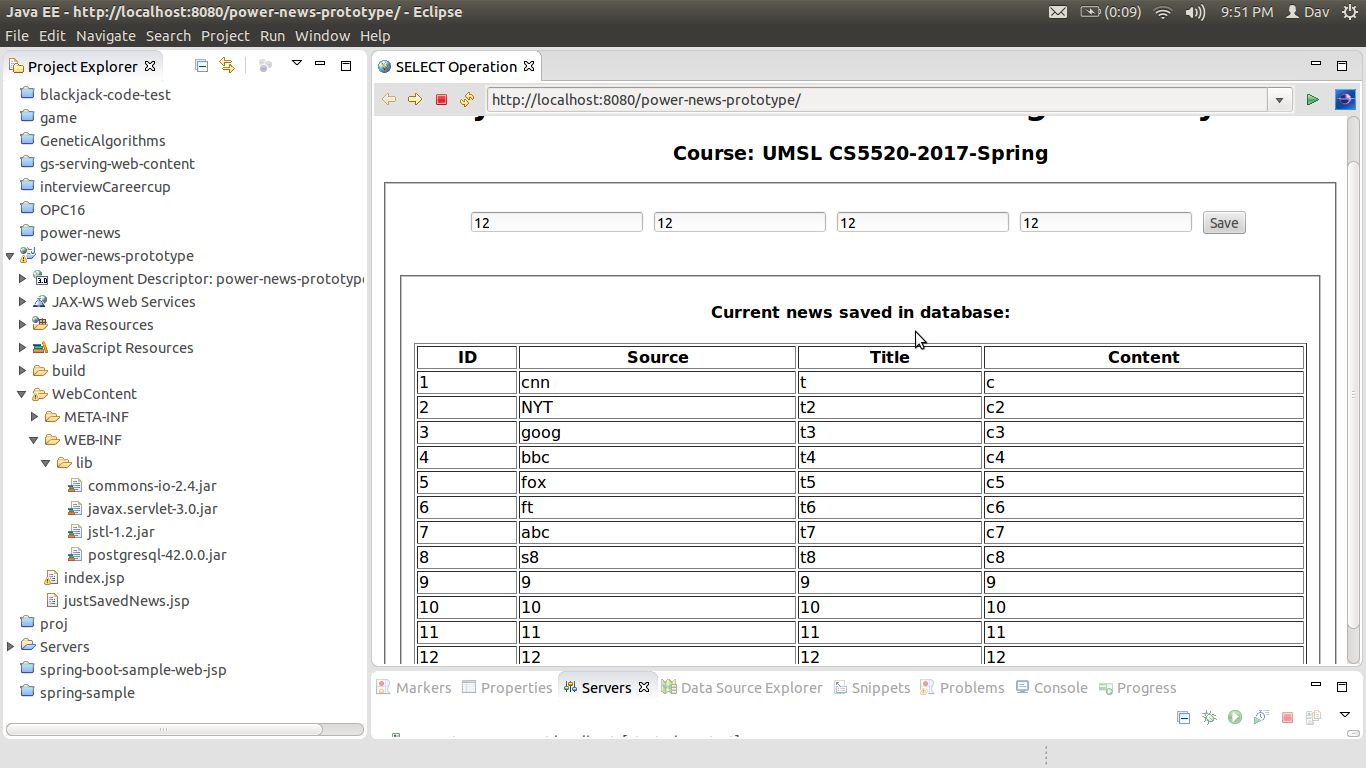 Java EE - http://localhost:8080/power-news-prototype/ - Eclipse
(0:09)
9:51 PM
Dav
File Edit Navigate Search Project Run Window Help
Project Explorer
blackjack-code-test
game
GeneticAlgorithms
gs-serving-web-content
interviewCareercup
OPC16
power-news
power-news-prototype
3.0
Deployment Descriptor: power-news-prototype
JAX-WS Web Services
Java Resources
JavaScript Resources
build
WebContent
META-INF
WEB-INF
lib
commons-io-2.4.jar
javax.servlet-3.0.jar
jstl-1.2.jar
postgresql-42.0.0.jar
index.jsp
justSavedNews.jsp
proj
Servers
spring-boot-sample-web-jsp
spring-sample
SELECT Operation
http://localhost:8080/power-news-prototype/
Course: UMSL CS5520-2017-Spring
12 12 12 12 Save
Current news saved in database:
ID Source Title Content
1 cnn t c
2 NYT t2 c2
3 goog t3 c3
4 bbc t4 c4
5 fox t5 c5
6 ft t6 c6
7 abc t7 c7
8 s8 t8 c8
9 9 9 9
10 10 10 10
11 11 11 11
12 12 12 12
Markers Properties Servers Data Source Explorer Snippets Problems Console Progress